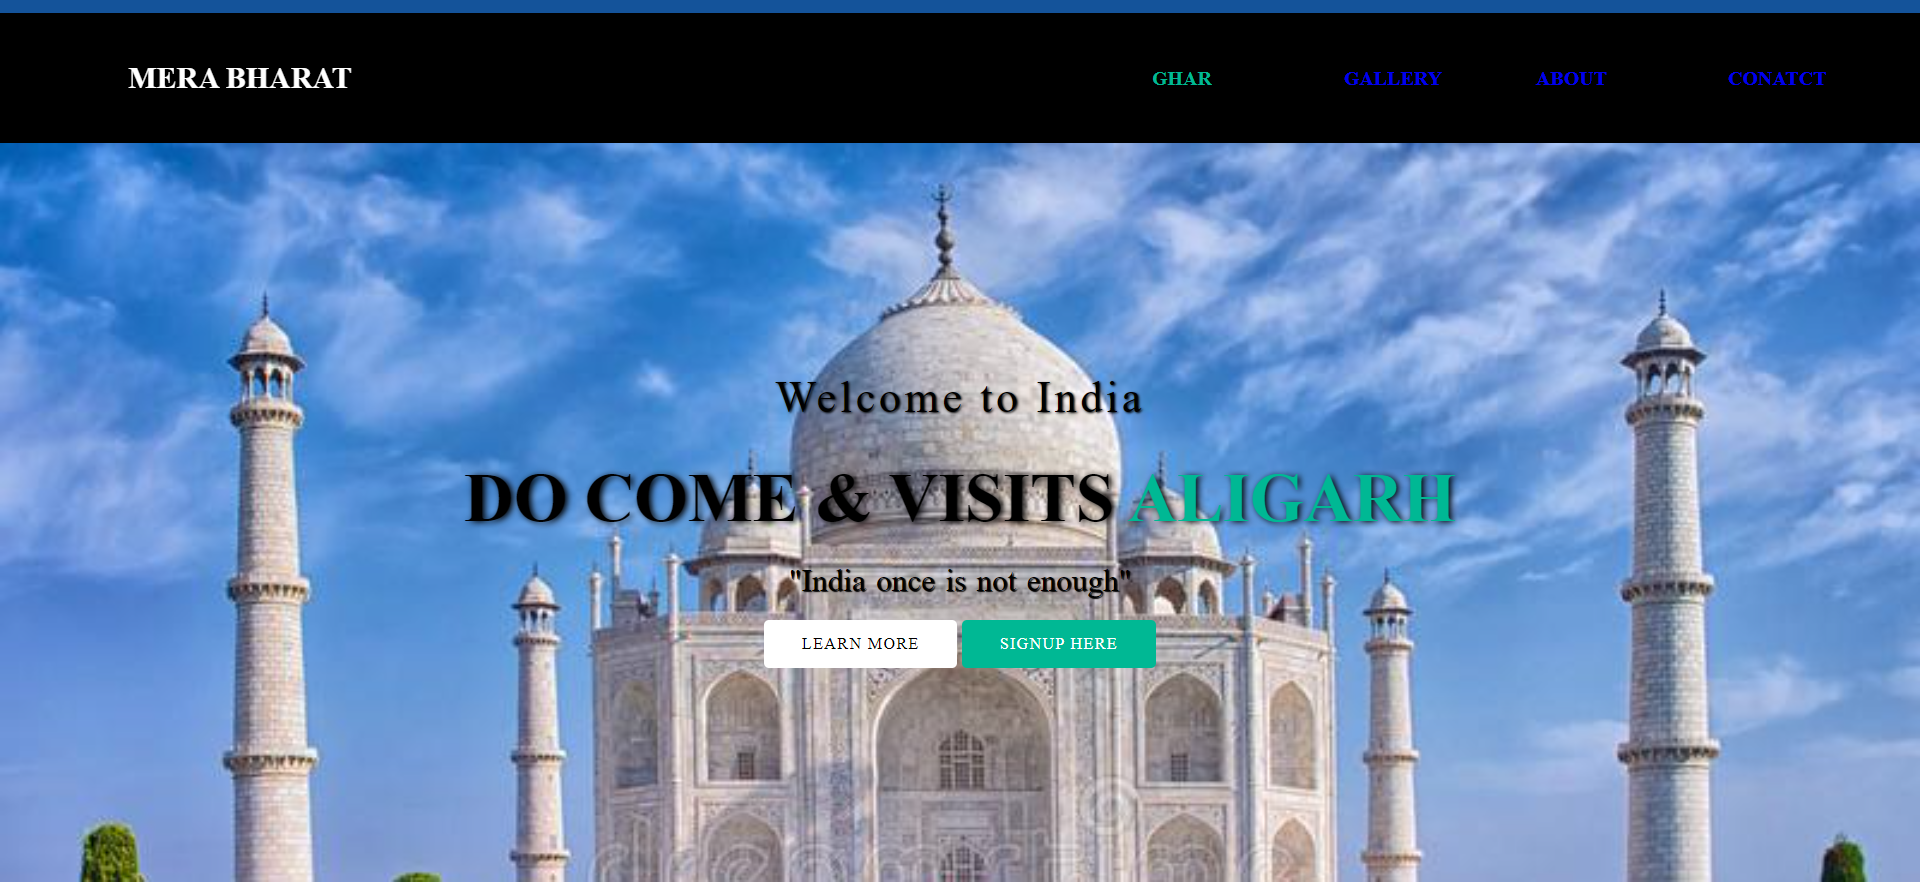 MERA BHARAT
GHAR GALLERY ABOUT CONATCT
Welcome to India
DO COME & VISITS ALIGARH
"India once is not enough"
LEARN MORE SIGNUP HERE
dreamstime